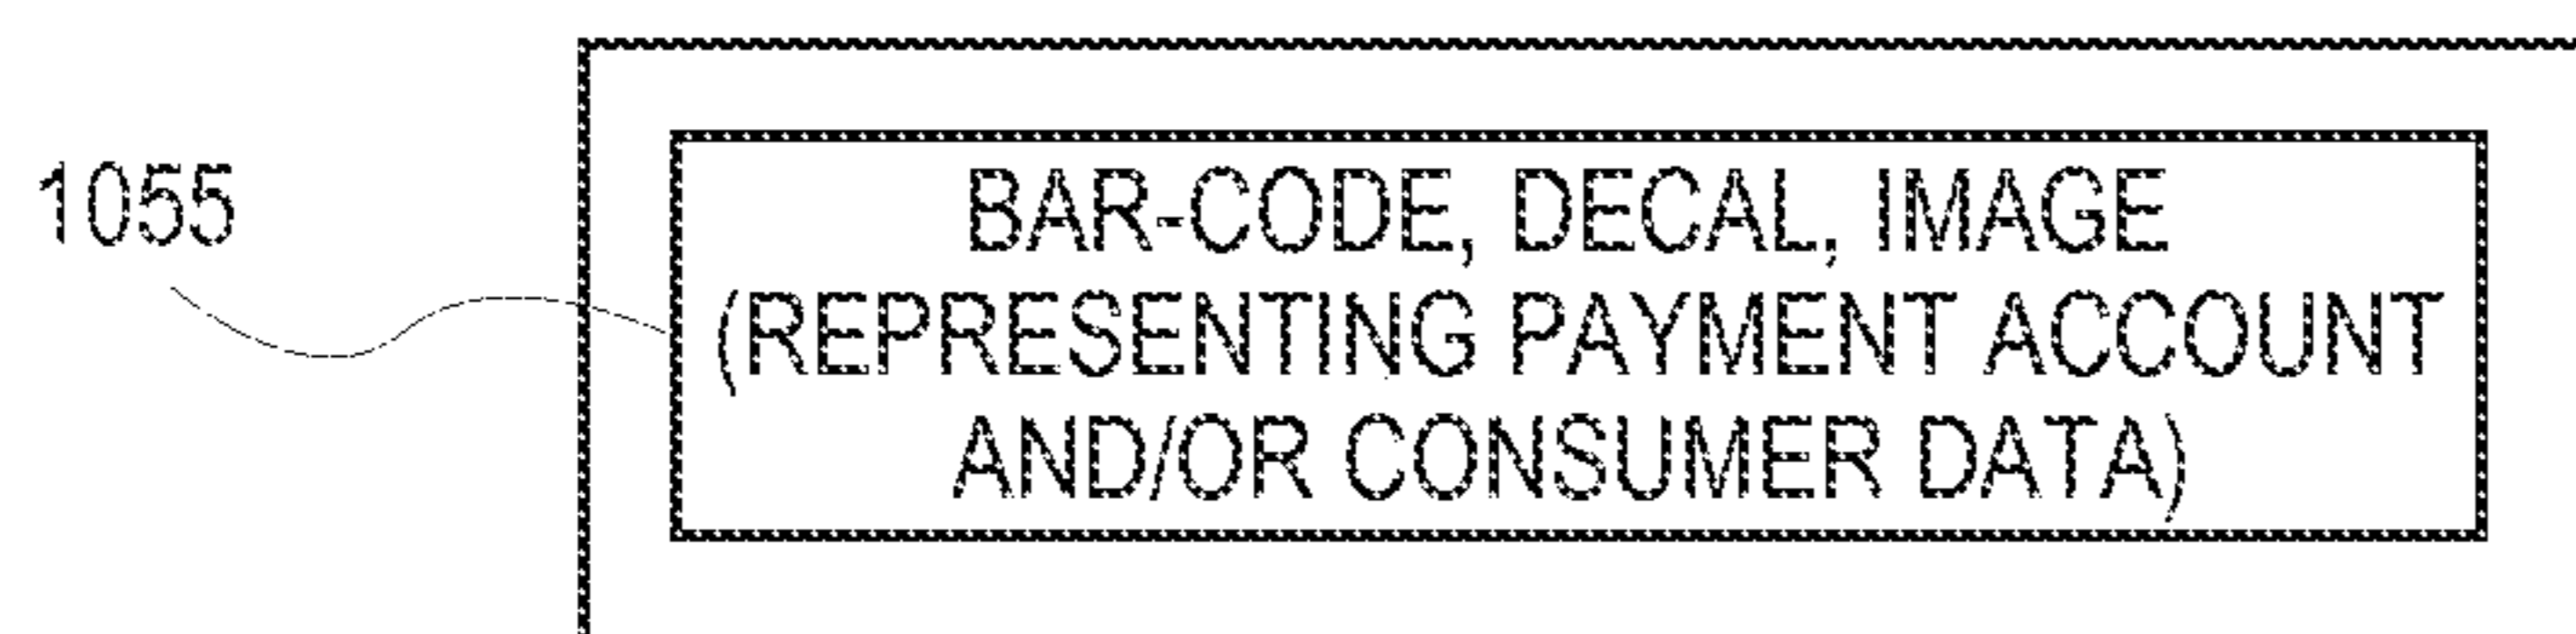 1055
BAR-CODE, DECAL, IMAGE
(REPRESENTING PAYMENT ACCOUNT
AND/OR CONSUMER DATA)